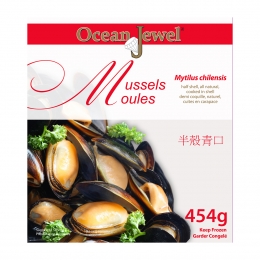 Ocean Jewel®
Mussels
Moules
Mytilus chilensis
half shell, all natural,
cooked in shell
demi coquille, naturel,
cuites en carapace
半殼青口
454g
Keep Frozen
Garder Congelé